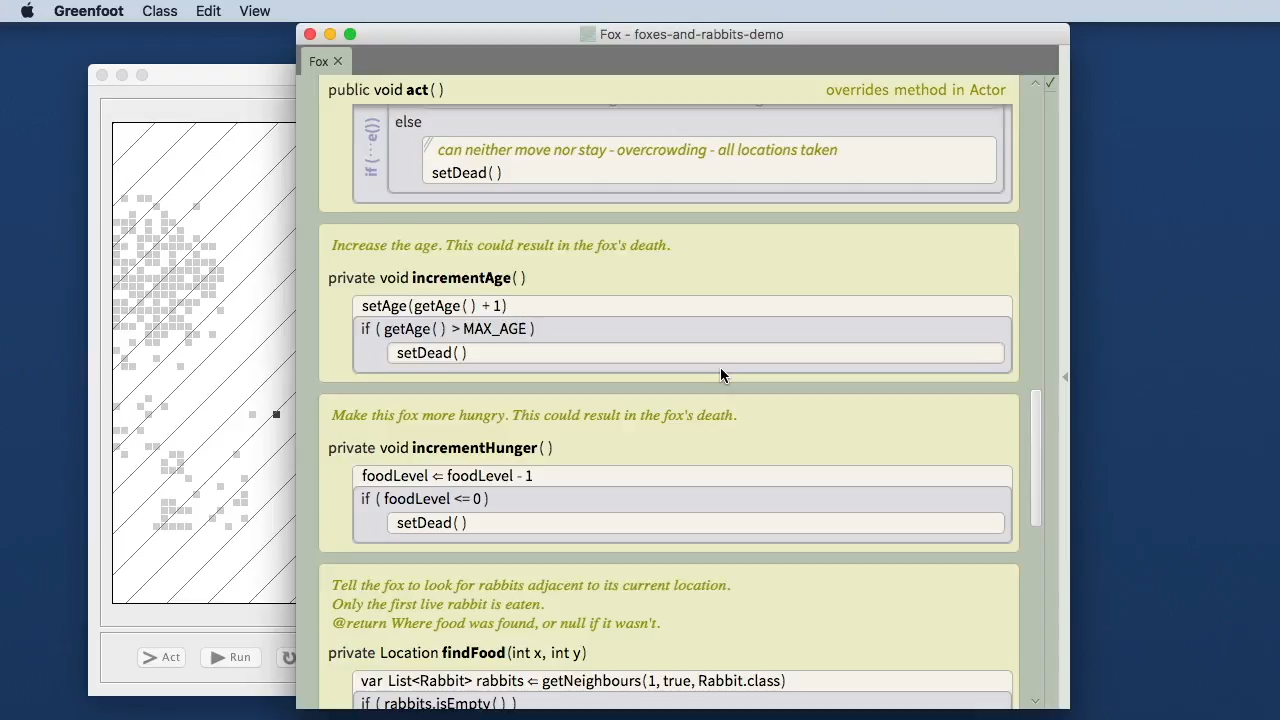 Greenfoot Class Edit View
Fox - foxes-and-rabbits-demo
Fox
public void act() overrides method in Actor
else
if (···e())
// can neither move nor stay - overcrowding - all locations taken
setDead()
Increase the age. This could result in the fox's death.
private void incrementAge()
setAge(getAge() + 1)
if ( getAge() > MAX_AGE )
setDead()
Make this fox more hungry. This could result in the fox's death.
private void incrementHunger()
foodLevel ⇐ foodLevel - 1
if ( foodLevel <= 0 )
setDead()
Tell the fox to look for rabbits adjacent to its current location.
Only the first live rabbit is eaten.
@return Where food was found, or null if it wasn't.
private Location findFood(int x, int y)
var List<Rabbit> rabbits ⇐ getNeighbours(1, true, Rabbit.class)
if ( rabbits.isEmpty() )
Act Run